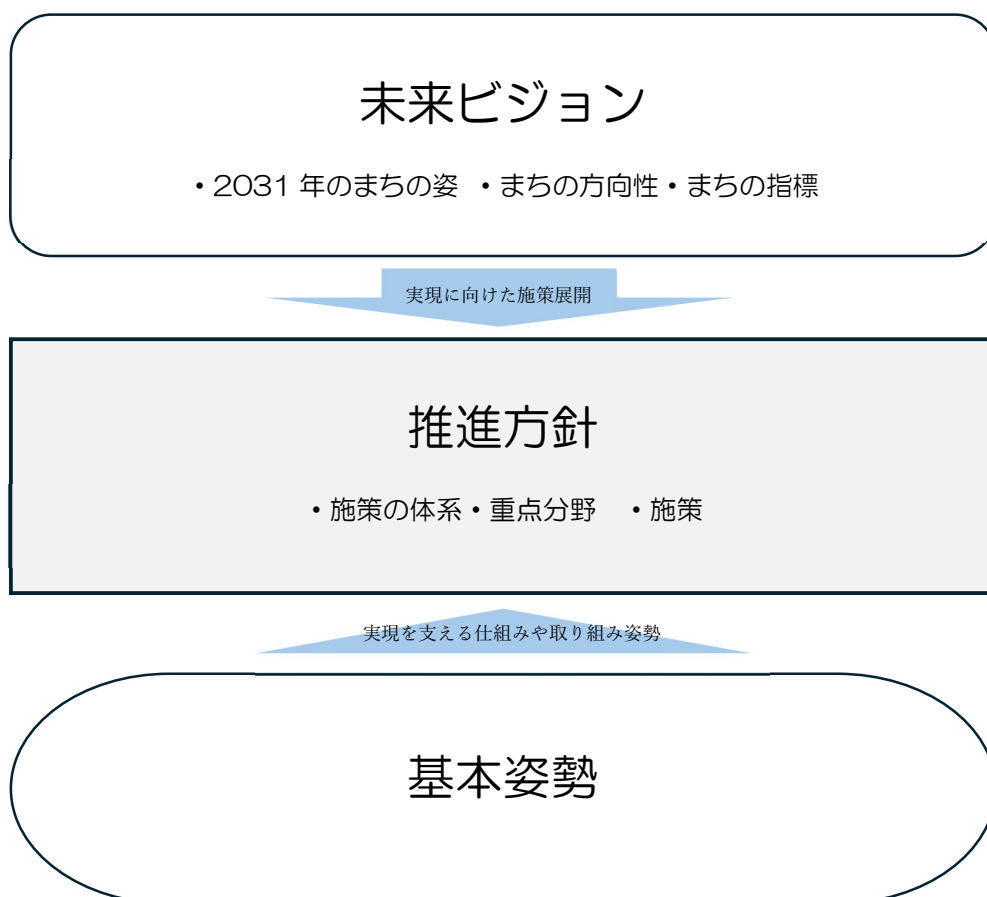 未来ビジョン
・2031 年のまちの姿 ・まちの方向性・まちの指標
実現に向けた施策展開
推進方針
・施策の体系・重点分野 ・施策
実現を支える仕組みや取り組み姿勢
基本姿勢